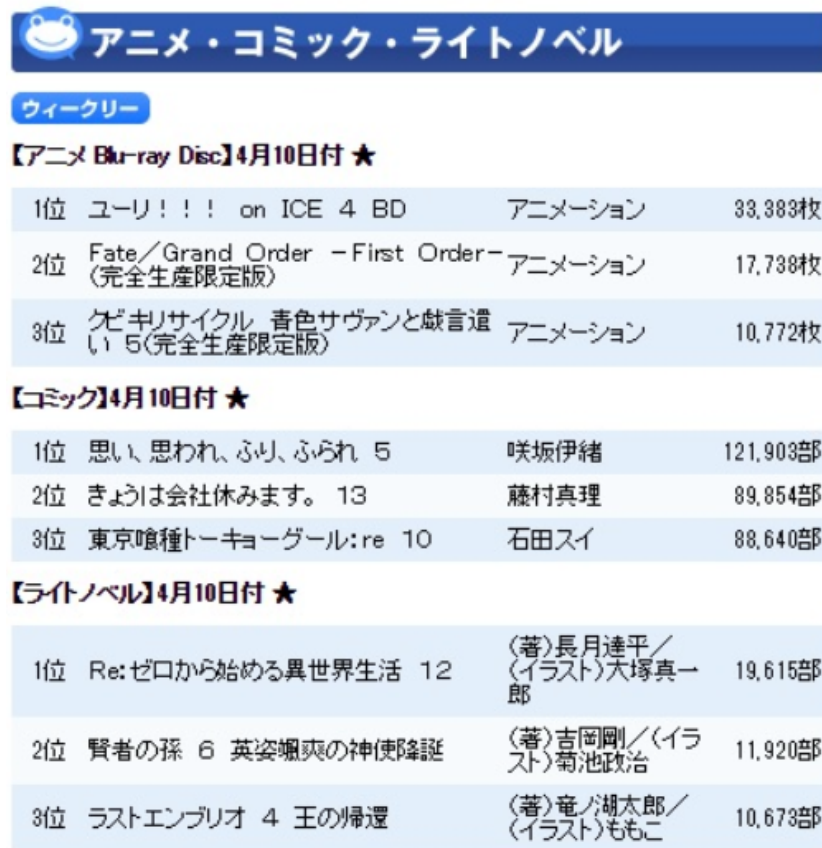 アニメ・コミック・ライトノベル
ウィークリー
【アニメ Blu-ray Disc】4月10日付 ★
1位 ユーリ！！！ on ICE 4 BD アニメーション 33,383枚
2位 Fate／Grand Order －First Order－
(完全生産限定版) アニメーション 17,738枚
3位 クビキリサイクル 青色サヴァンと戯言遣
い 5(完全生産限定版) アニメーション 10,772枚
【コミック】4月10日付 ★
1位 思い、思われ、ふり、ふられ 5 咲坂伊緒 121,903部
2位 きょうは会社休みます。 13 藤村真理 89,854部
3位 東京喰種トーキョーグール:re 10 石田スイ 88,640部
【ライトノベル】4月10日付 ★
1位 Re:ゼロから始める異世界生活 12 (著)長月達平／
(イラスト)大塚真一
郎 19,615部
2位 賢者の孫 6 英姿颯爽の神使降誕 (著)吉岡剛／(イラ
スト)菊池政治 11,920部
3位 ラストエンブリオ 4 王の帰還 (著)竜ノ湖太郎／
(イラスト)ももこ 10,673部